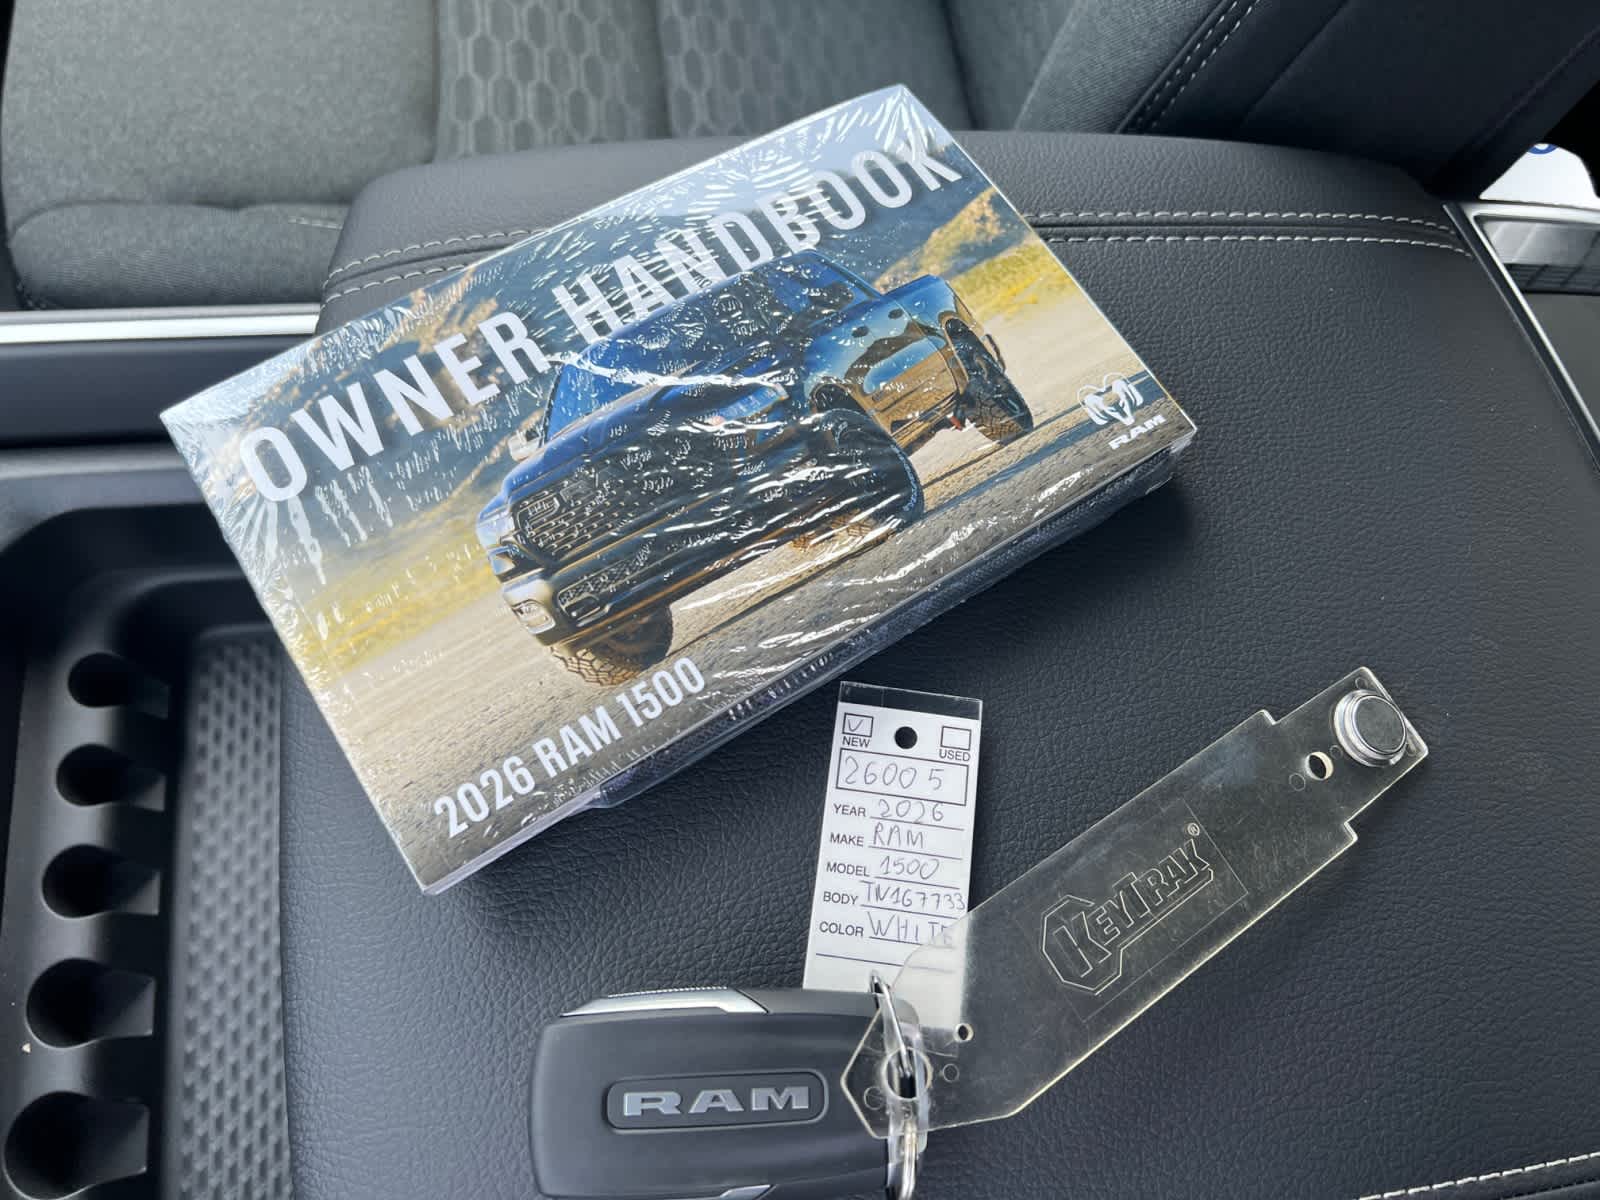 OWNER HANDBOOK
RAM
2026 RAM 1500
NEW
USED
26005
YEAR 2026
MAKE RAM
MODEL 1500
BODY TN167733
COLOR WHITE
KEYTRAK®
RAM